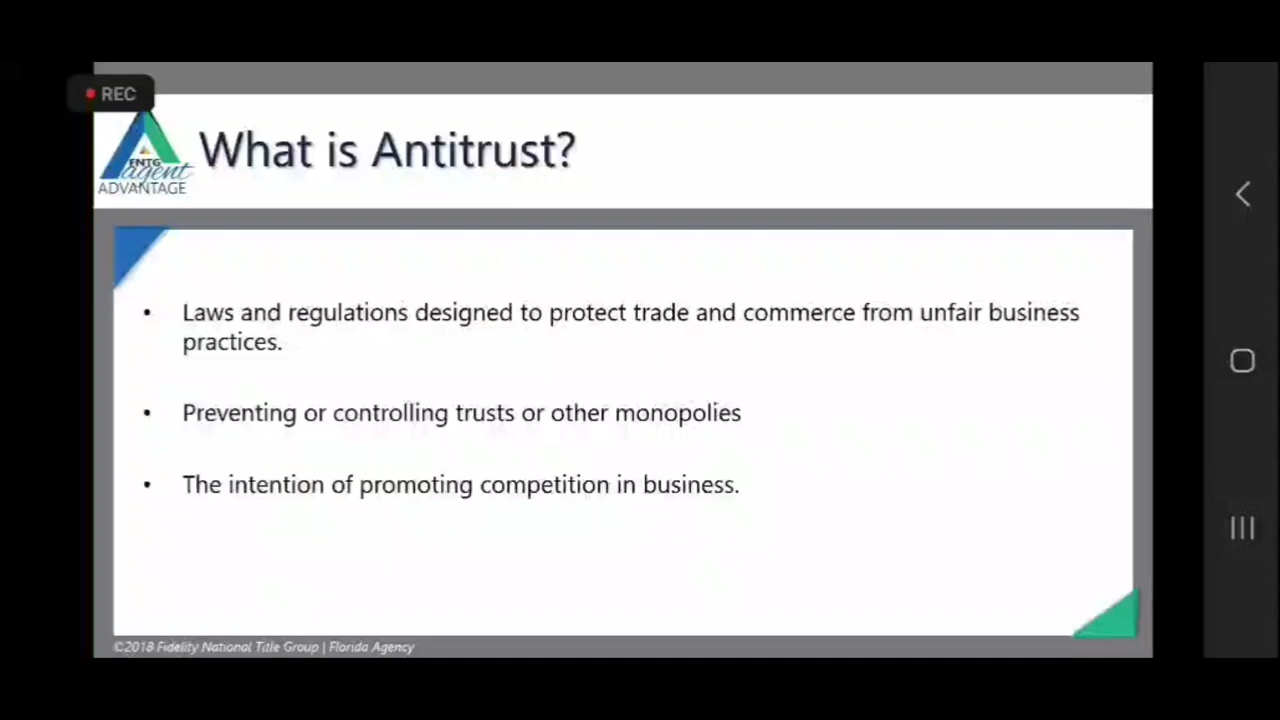 REC
What is Antitrust?
FNTG
agent
ADVANTAGE
• Laws and regulations designed to protect trade and commerce from unfair business
practices.
• Preventing or controlling trusts or other monopolies
• The intention of promoting competition in business.
©2018 Fidelity National Title Group | Florida Agency